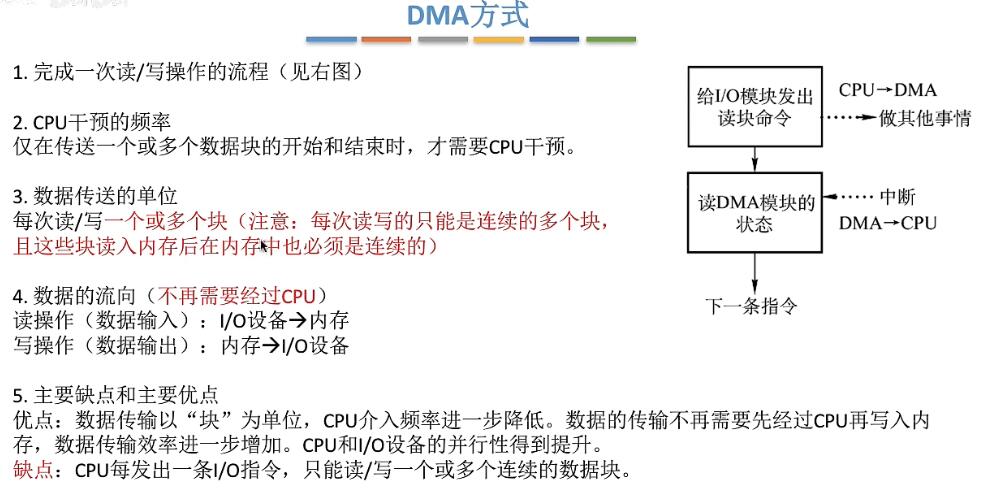 DMA方式
1. 完成一次读/写操作的流程（见右图）
2. CPU干预的频率
仅在传送一个或多个数据块的开始和结束时，才需要CPU干预。
3. 数据传送的单位
每次读/写一个或多个块（注意：每次读写的只能是连续的多个块，
且这些块读入内存后在内存中也必须是连续的）
4. 数据的流向（不再需要经过CPU）
读操作（数据输入）：I/O设备→内存
写操作（数据输出）：内存→I/O设备
5. 主要缺点和主要优点
优点：数据传输以“块”为单位，CPU介入频率进一步降低。数据的传输不再需要先经过CPU再写入内
存，数据传输效率进一步增加。CPU和I/O设备的并行性得到提升。
缺点：CPU每发出一条I/O指令，只能读/写一个或多个连续的数据块。
给I/O模块发出
读块命令
CPU→DMA
做其他事情
读DMA模块的
状态
中断
DMA→CPU
下一条指令